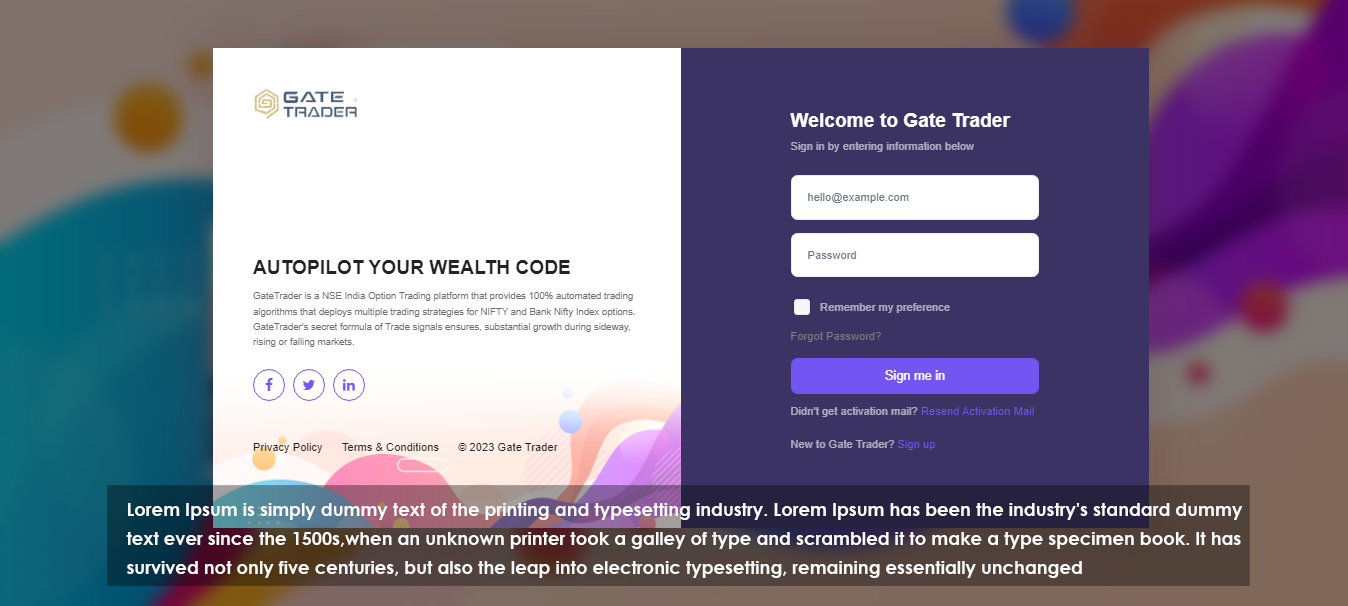 GATE
TRADER
AUTOPILOT YOUR WEALTH CODE
GateTrader is a NSE India Option Trading platform that provides 100% automated trading
algorithms that deploys multiple trading strategies for NIFTY and Bank Nifty Index options.
GateTrader's secret formula of Trade signals ensures, substantial growth during sideway,
rising or falling markets.
Privacy Policy Terms & Conditions © 2023 Gate Trader
Welcome to Gate Trader
Sign in by entering information below
hello@example.com
Password
Remember my preference
Forgot Password?
Sign me in
Didn't get activation mail? Resend Activation Mail
New to Gate Trader? Sign up
Lorem Ipsum is simply dummy text of the printing and typesetting industry. Lorem Ipsum has been the industry's standard dummy
text ever since the 1500s,when an unknown printer took a galley of type and scrambled it to make a type specimen book. It has
survived not only five centuries, but also the leap into electronic typesetting, remaining essentially unchanged